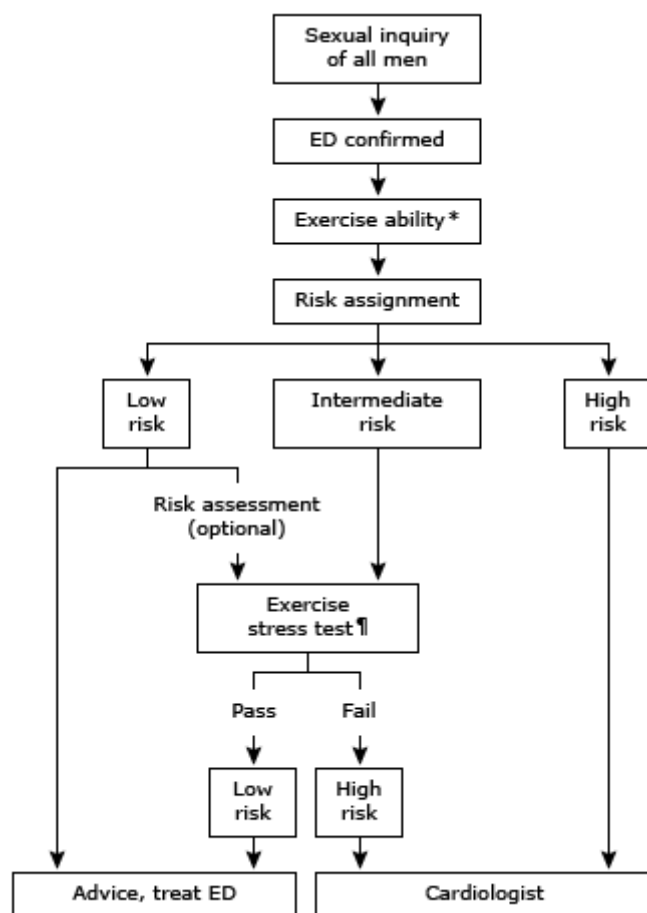 Sexual inquiry
of all men
ED confirmed
Exercise ability*
Risk assignment
Low
risk
Intermediate
risk
High
risk
Risk assessment
(optional)
Exercise
stress test¶
Pass
Fail
Low
risk
High
risk
Advice, treat ED
Cardiologist